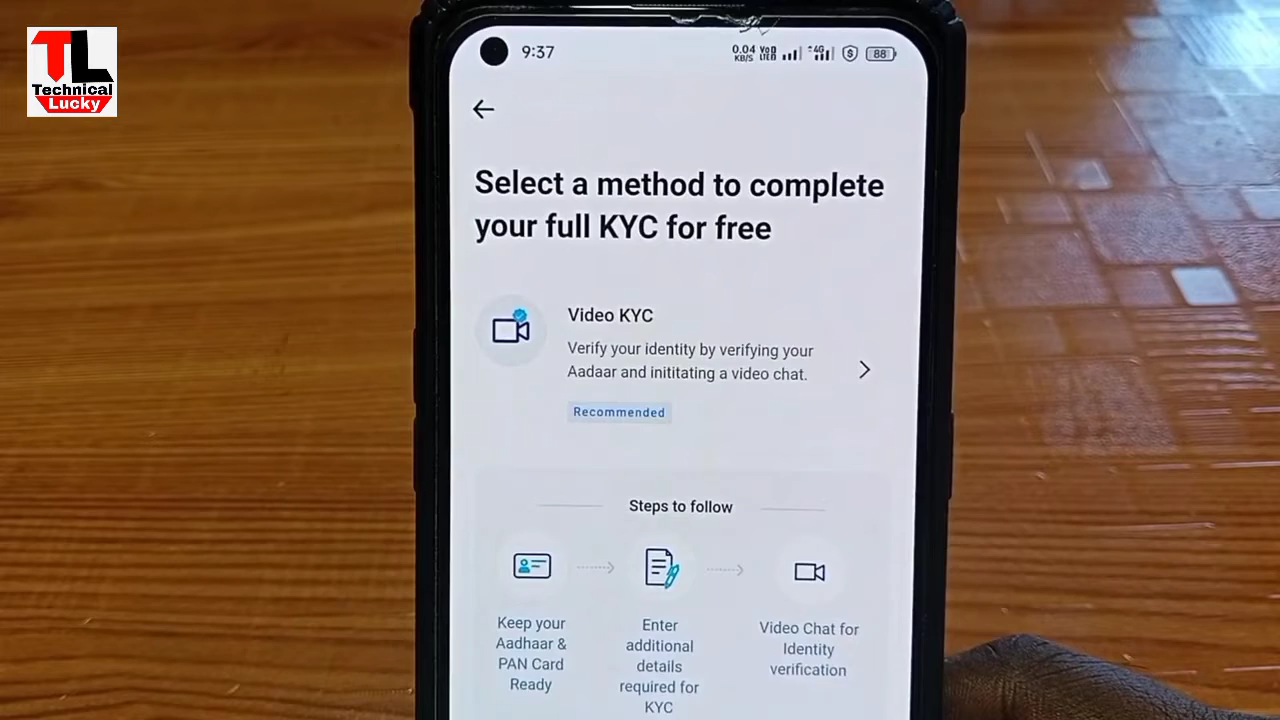 TL
Technical
Lucky
9:37
0.04
KB/S
4G
88
Select a method to complete
your full KYC for free
Video KYC
Verify your identity by verifying your
Aadaar and inititating a video chat.
Recommended
Steps to follow
Keep your
Aadhaar &
PAN Card
Ready
Enter
additional
details
required for
KYC
Video Chat for
Identity
verification